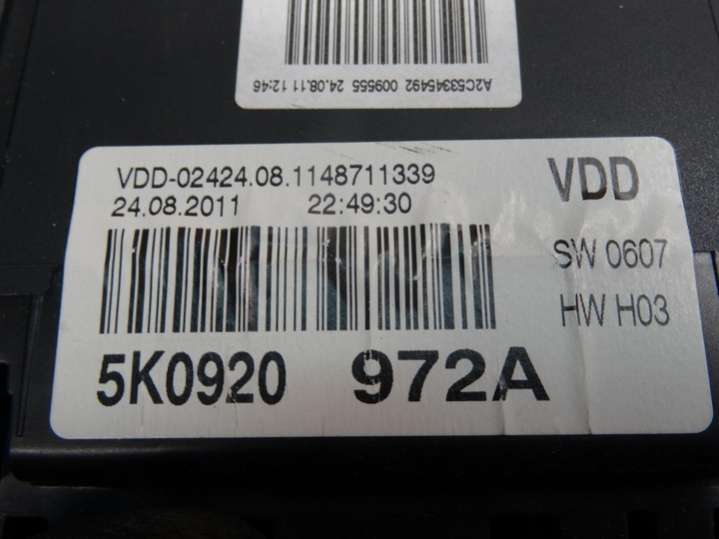 A2C53345492 009555 24.08.11 12:46
VDD-02424.08.1148711339
24.08.2011 22:49:30
VDD
SW 0607
HW H03
5K0920 972A